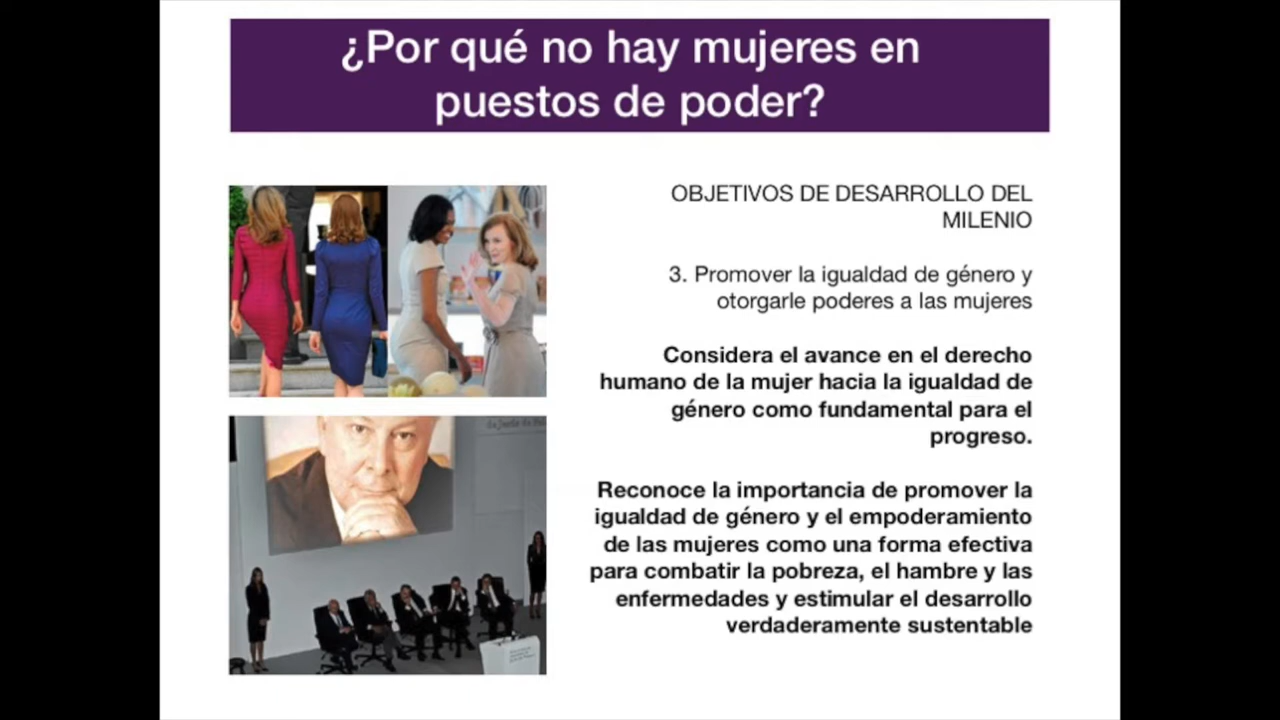 ¿Por qué no hay mujeres en
puestos de poder?
OBJETIVOS DE DESARROLLO DEL
MILENIO
3. Promover la igualdad de género y
otorgarle poderes a las mujeres
Considera el avance en el derecho
humano de la mujer hacia la igualdad de
género como fundamental para el
progreso.
Reconoce la importancia de promover la
igualdad de género y el empoderamiento
de las mujeres como una forma efectiva
para combatir la pobreza, el hambre y las
enfermedades y estimular el desarrollo
verdaderamente sustentable